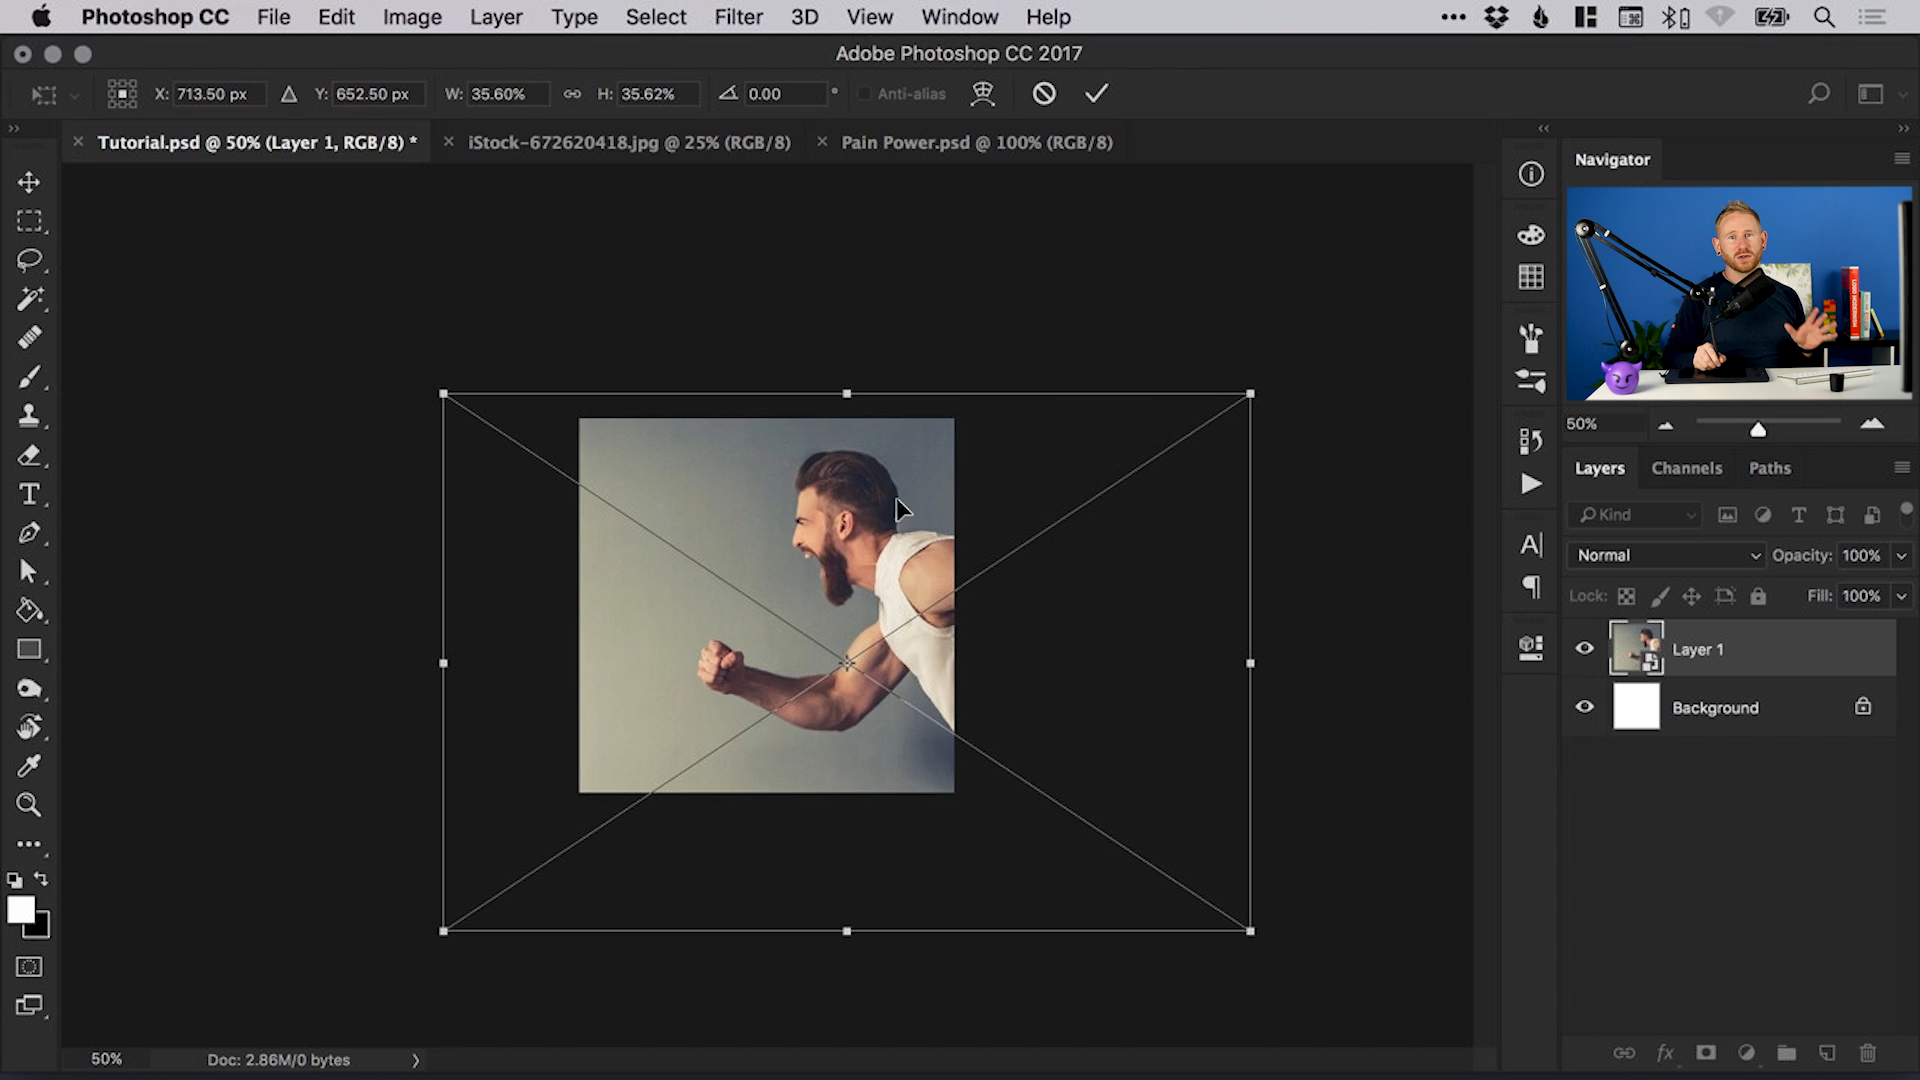 Photoshop CC File Edit Image Layer Type Select Filter 3D View Window Help
Adobe Photoshop CC 2017
X: 713.50 px Y: 652.50 px W: 35.60% H: 35.62% 0.00 ° Anti-alias
Tutorial.psd @ 50% (Layer 1, RGB/8) * iStock-672620418.jpg @ 25% (RGB/8) Pain Power.psd @ 100% (RGB/8)
Navigator
LOGO MODERNISM
50%
Layers Channels Paths
Kind
Normal Opacity: 100%
Lock: Fill: 100%
Layer 1
Background
fx
50% Doc: 2.86M/0 bytes